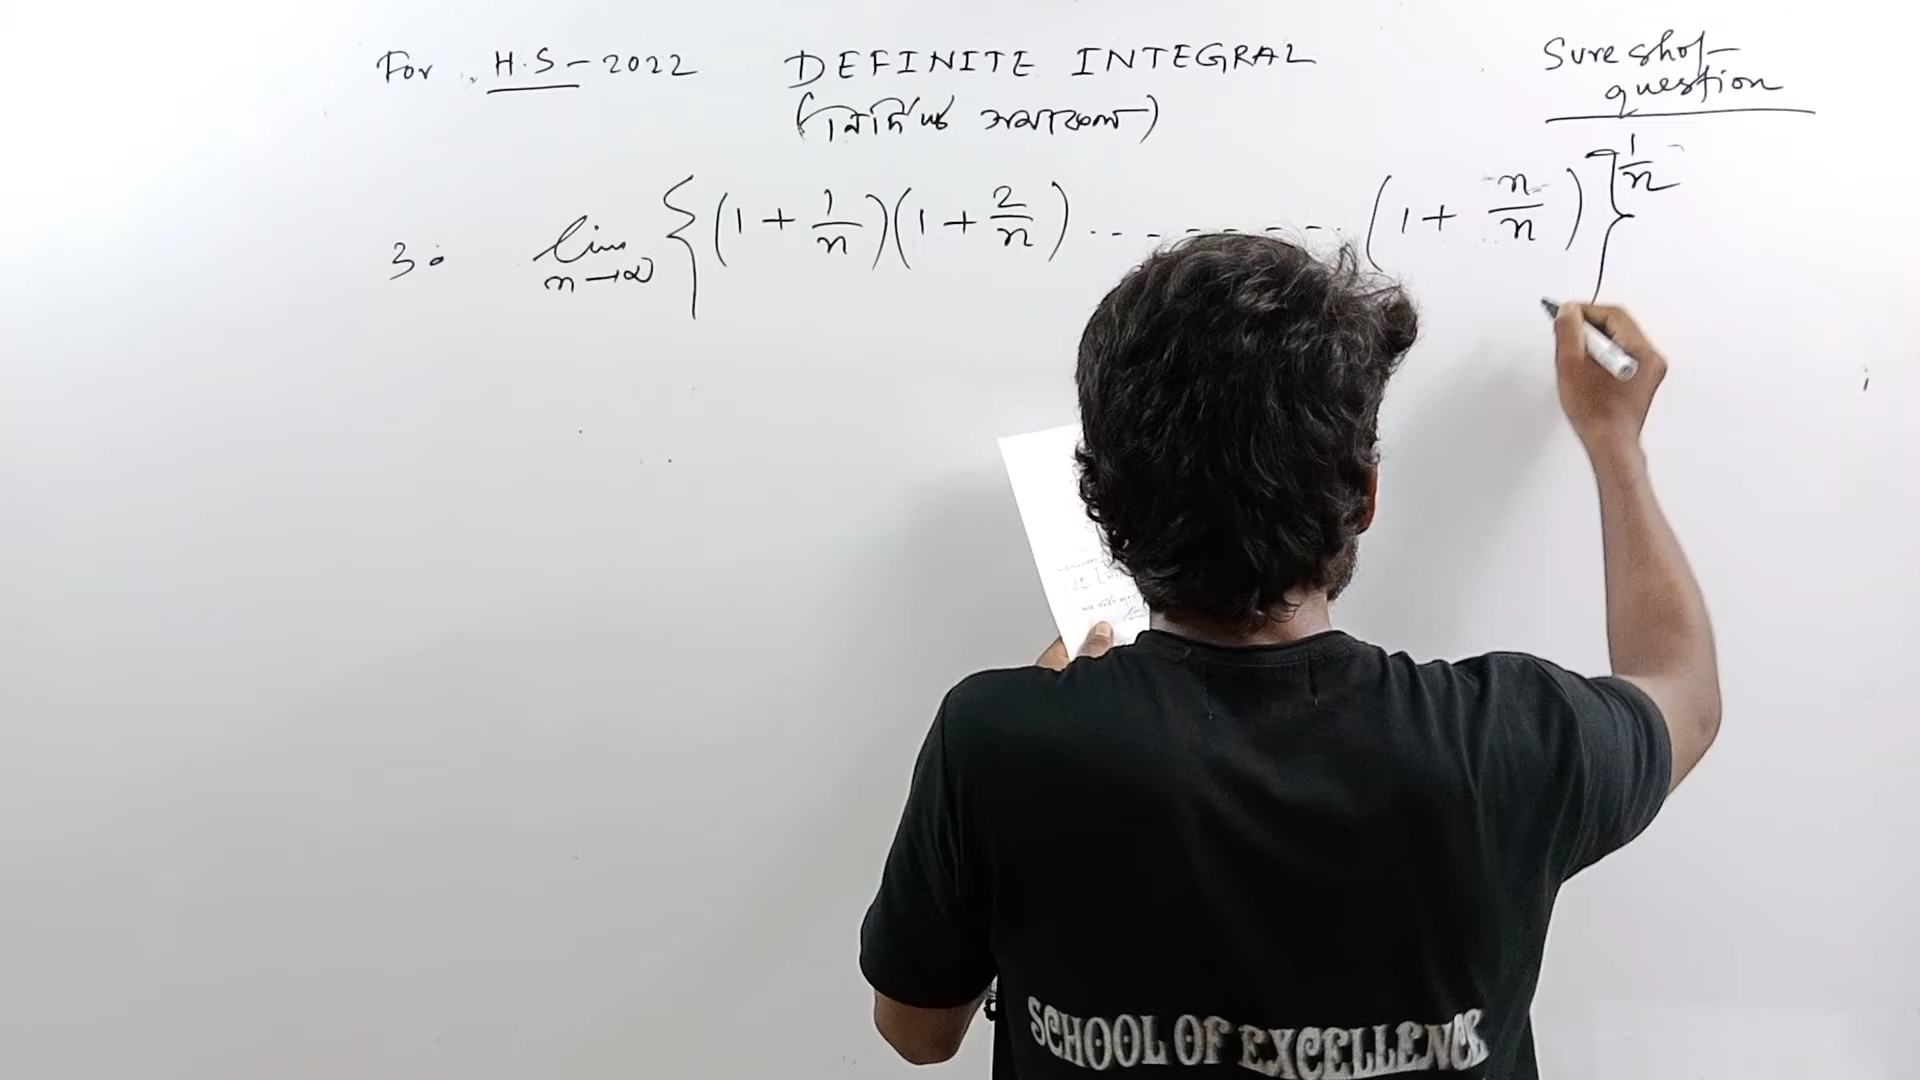 For H.S-2022 DEFINITE INTEGRAL Sure shot question
(নির্দিষ্ট সমাকল)
3. lim n→∞ {(1 + 1/n)(1 + 2/n) --------- (1 + n/n)}^1/n
SCHOOL OF EXCELLENCE